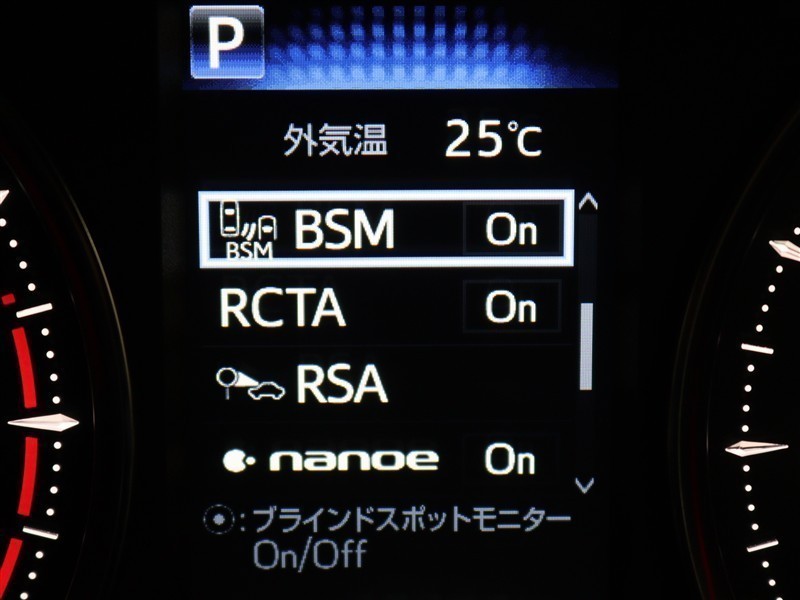 P
外気温 25℃
BSM BSM On
RCTA On
RSA
nanoe On
⦿:ブラインドスポットモニター
On/Off